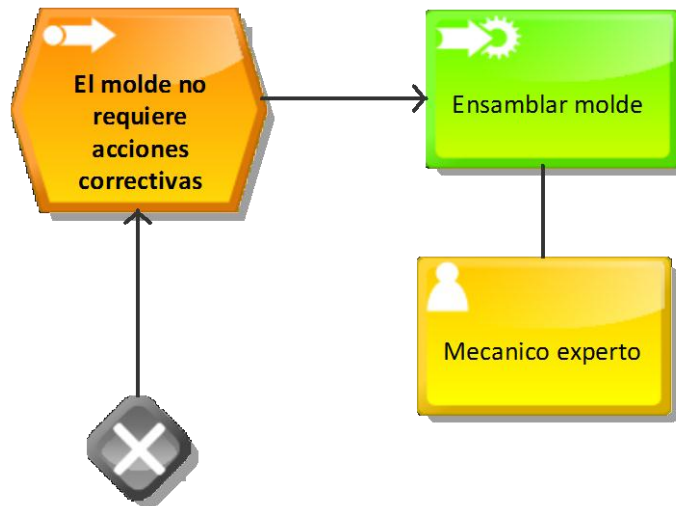 El molde no
requiere
acciones
correctivas
Ensamblar molde
Mecanico experto